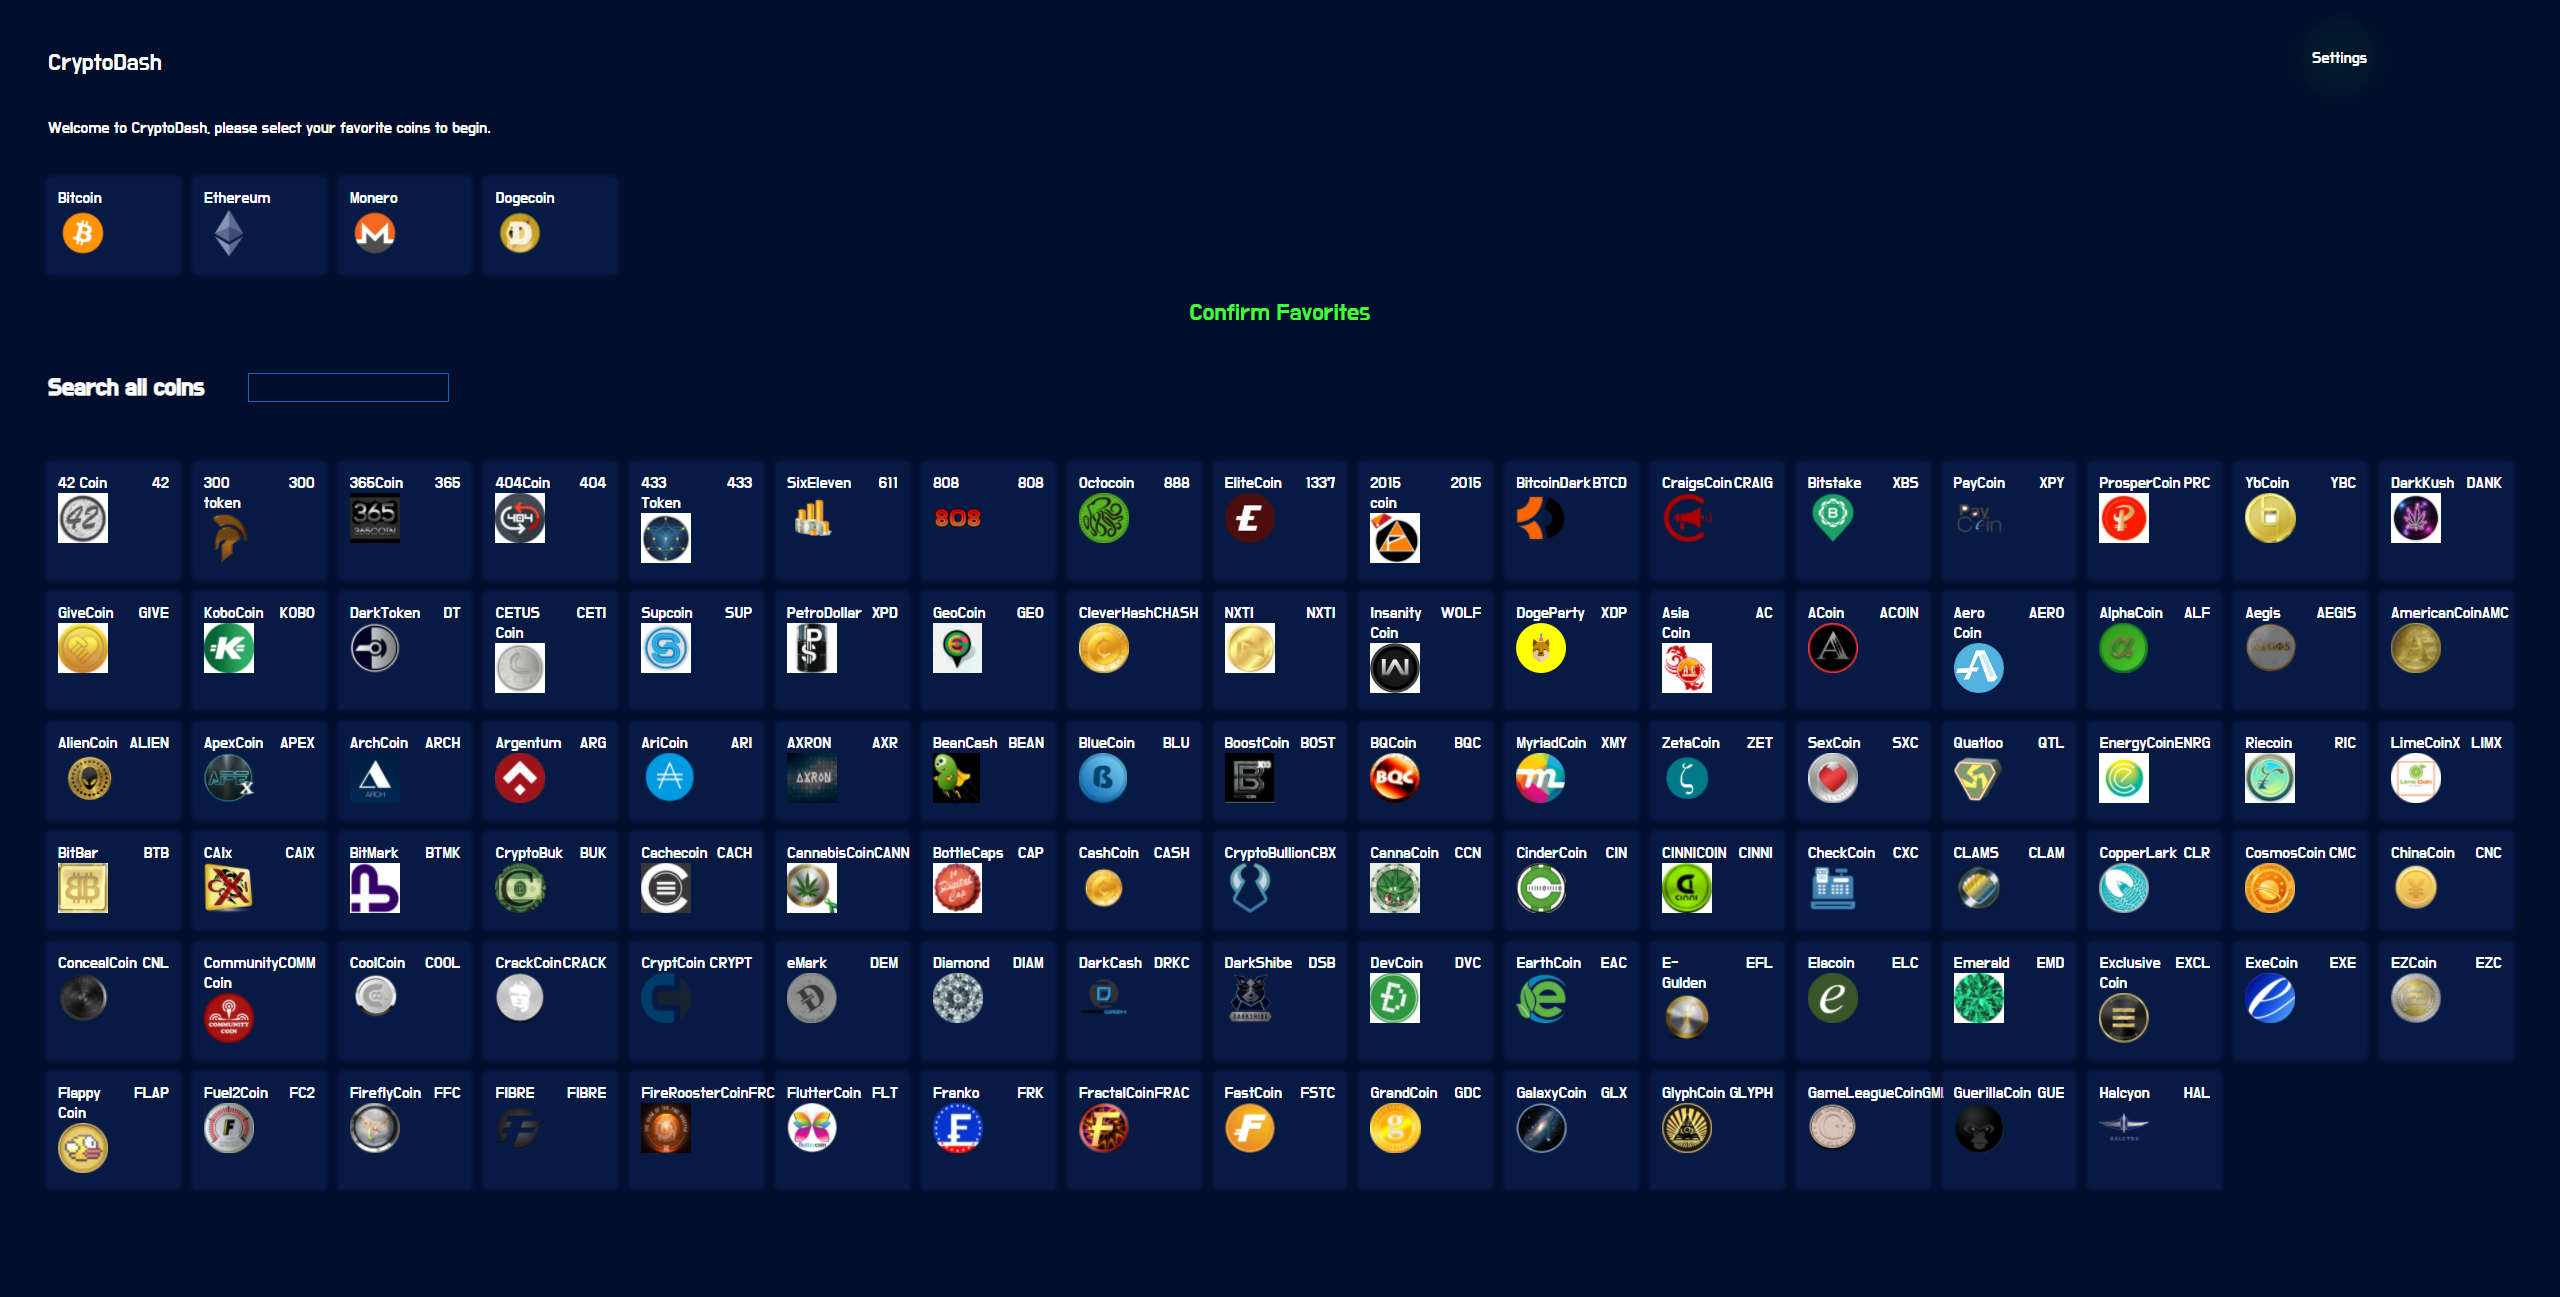 CryptoDash
Settings
Welcome to CryptoDash, please select your favorite coins to begin.
Bitcoin
Ethereum
Monero
Dogecoin
Confirm Favorites
Search all coins
42 Coin 42
300 token 300
365Coin 365
404Coin 404
433 Token 433
SixEleven 611
808 808
Octocoin 888
EliteCoin 1337
2015 coin 2015
BitcoinDark BTCD
CraigsCoin CRAIG
Bitstake XBS
PayCoin XPY
ProsperCoin PRC
YbCoin YBC
DarkKush DANK
GiveCoin GIVE
KoboCoin KOBO
DarkToken DT
CETUS Coin CETI
Supcoin SUP
PetroDollar XPD
GeoCoin GEO
CleverHash CHASH
NXTI NXTI
Insanity Coin WOLF
DogeParty XDP
Asia Coin AC
ACoin ACOIN
Aero Coin AERO
AlphaCoin ALF
Aegis AEGIS
AmericanCoin AMC
AlienCoin ALIEN
ApexCoin APEX
ArchCoin ARCH
Argentum ARG
AriCoin ARI
AXRON AXR
BeanCash BEAN
BlueCoin BLU
BoostCoin BOST
BQCoin BQC
MyriadCoin XMY
ZetaCoin ZET
SexCoin SXC
Quatloo QTL
EnergyCoin ENRG
Riecoin RIC
LimeCoinX LIMX
BitBar BTB
CAIx CAIX
BitMark BTMK
CryptoBuk BUK
Cachecoin CACH
CannabisCoin CANN
BottleCaps CAP
CashCoin CASH
CryptoBullion CBX
CannaCoin CCN
CinderCoin CIN
CINNICOIN CINNI
CheckCoin CXC
CLAMS CLAM
CopperLark CLR
CosmosCoin CMC
ChinaCoin CNC
ConcealCoin CNL
Community Coin COMM
CoolCoin COOL
CrackCoin CRACK
CryptCoin CRYPT
eMark DEM
Diamond DIAM
DarkCash DRKC
DarkShibe DSB
DevCoin DVC
EarthCoin EAC
E-Gulden EFL
Elacoin ELC
Emerald EMD
Exclusive Coin EXCL
ExeCoin EXE
EZCoin EZC
Flappy Coin FLAP
Fuel2Coin FC2
FireflyCoin FFC
FIBRE FIBRE
FireRoosterCoin FRC
FlutterCoin FLT
Franko FRK
FractalCoin FRAC
FastCoin FSTC
GrandCoin GDC
GalaxyCoin GLX
GlyphCoin GLYPH
GameLeagueCoin
GuerillaCoin GUE
Halcyon HAL